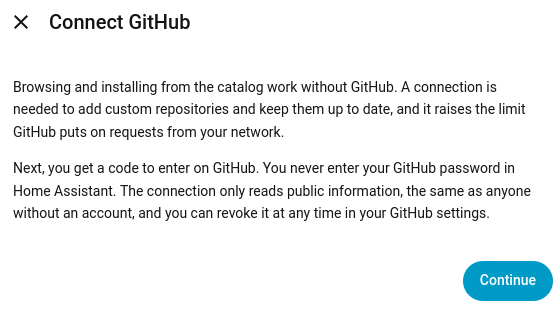 Connect GitHub
Browsing and installing from the catalog work without GitHub. A connection is
needed to add custom repositories and keep them up to date, and it raises the limit
GitHub puts on requests from your network.
Next, you get a code to enter on GitHub. You never enter your GitHub password in
Home Assistant. The connection only reads public information, the same as anyone
without an account, and you can revoke it at any time in your GitHub settings.
Continue